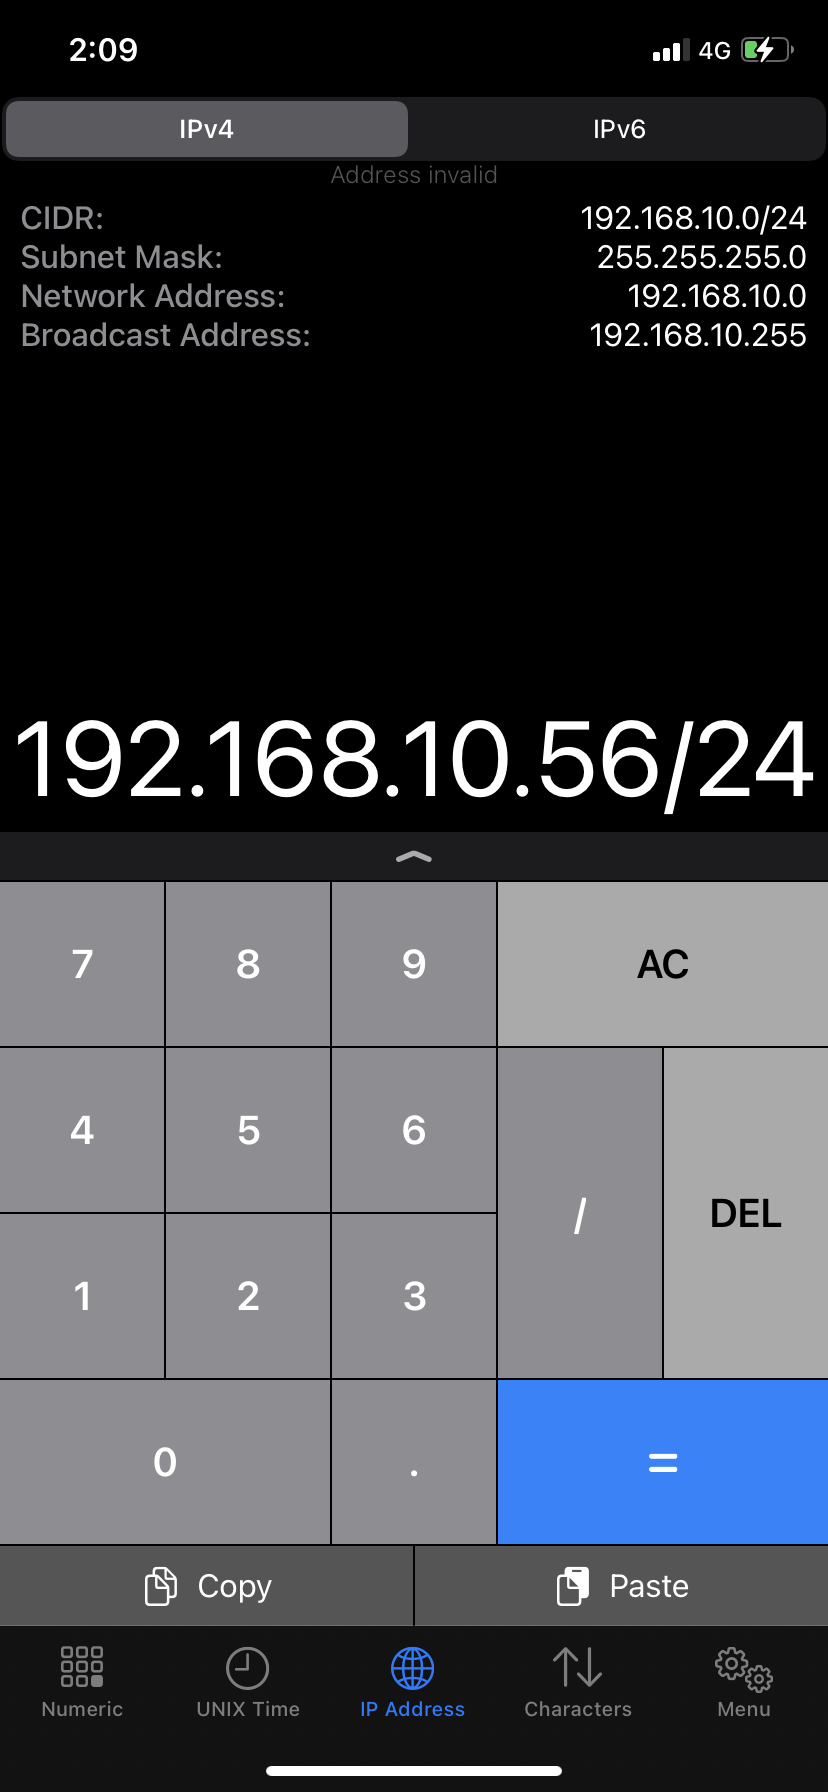 2:09 4G
IPv4 IPv6
Address invalid
CIDR: 192.168.10.0/24
Subnet Mask: 255.255.255.0
Network Address: 192.168.10.0
Broadcast Address: 192.168.10.255
192.168.10.56/24
7 8 9 AC
4 5 6
/ DEL
1 2 3
0 . =
Copy Paste
Numeric UNIX Time IP Address Characters Menu